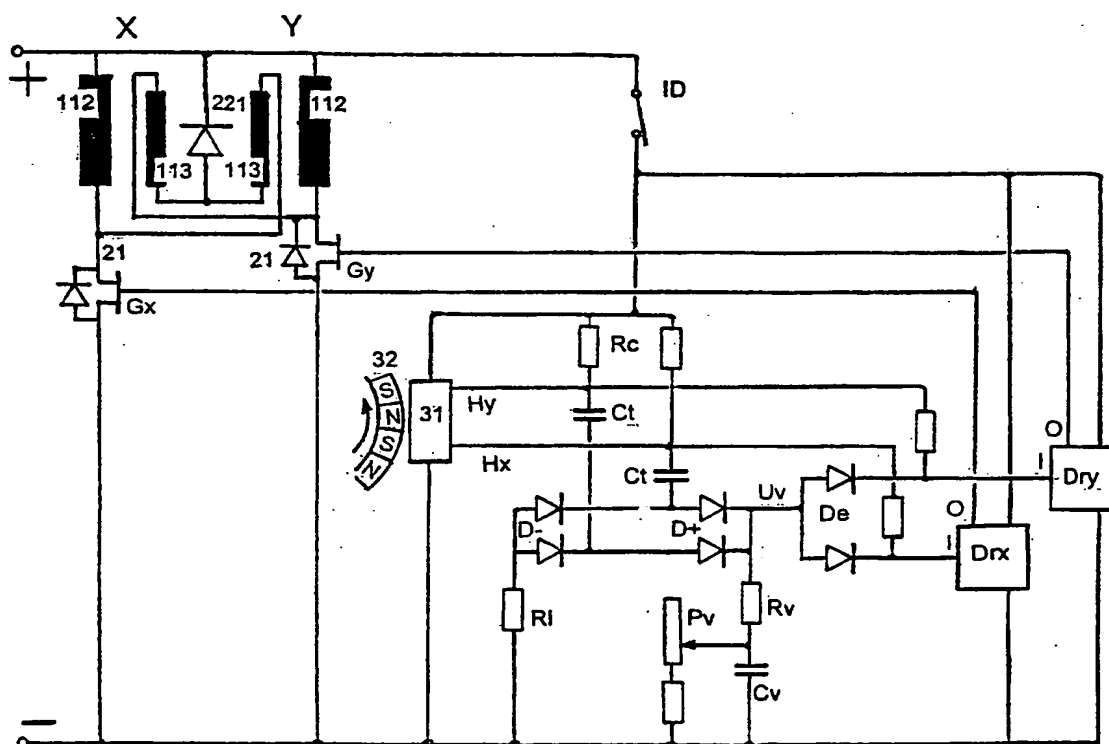 X Y
+
112 221 112 ID
113 113
21 21
Gx Gy
Rc
32
S N S N
31
Hy
Ct
Hx
Ct
Uv
O
I
Dry
D- D+ De
O
I
Drx
Rl Pv Rv
Cv
−